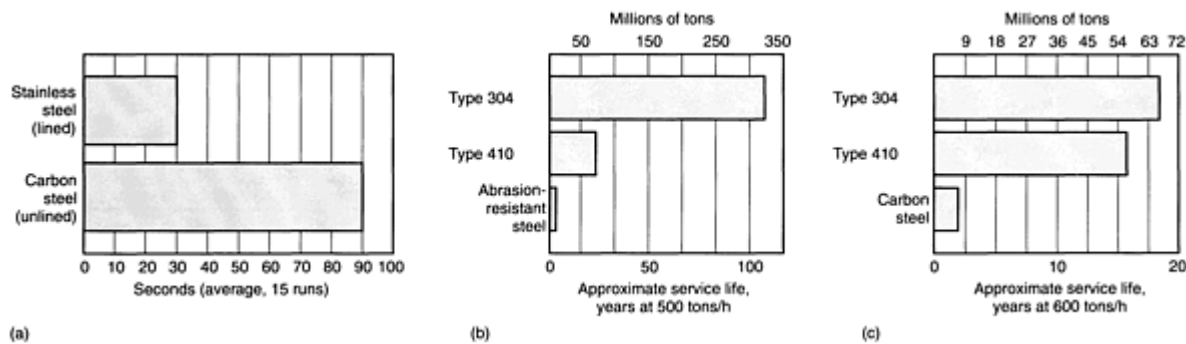 Stainless
steel
(lined)
Carbon
steel
(unlined)
0 10 20 30 40 50 60 70 80 90 100
Seconds (average, 15 runs)
(a)
Millions of tons
50 150 250 350
Type 304
Type 410
Abrasion-
resistant
steel
0 50 100
Approximate service life,
years at 500 tons/h
(b)
Millions of tons
9 18 27 36 45 54 63 72
Type 304
Type 410
Carbon
steel
0 10 20
Approximate service life,
years at 600 tons/h
(c)